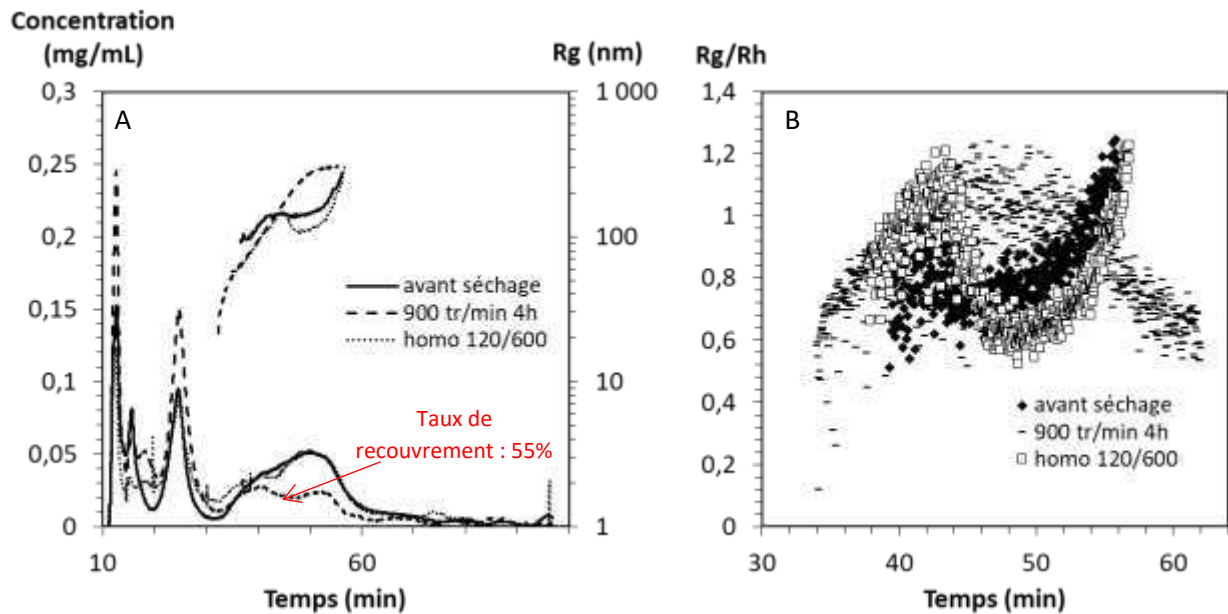 Concentration
(mg/mL)
Rg (nm)
0,3
0,25
0,2
0,15
0,1
0,05
0
1 000
100
10
1
A
avant séchage
900 tr/min 4h
homo 120/600
Taux de
recouvrement : 55%
10
60
Temps (min)
Rg/Rh
1,4
1,2
1
0,8
0,6
0,4
0,2
0
B
avant séchage
900 tr/min 4h
homo 120/600
30
40
50
60
Temps (min)